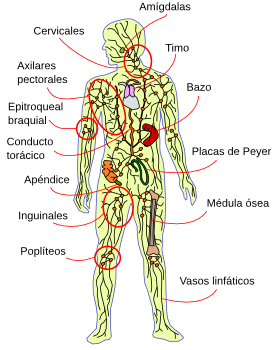 Amígdalas
Cervicales
Timo
Axilares
pectorales
Bazo
Epitroqueal
braquial
Conducto
torácico
Placas de Peyer
Apéndice
Médula ósea
Inguinales
Poplíteos
Vasos linfáticos